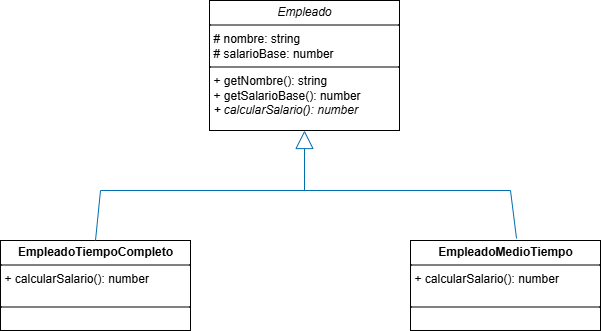 Empleado
# nombre: string
# salarioBase: number
+ getNombre(): string
+ getSalarioBase(): number
+ calcularSalario(): number
EmpleadoTiempoCompleto
+ calcularSalario(): number
EmpleadoMedioTiempo
+ calcularSalario(): number